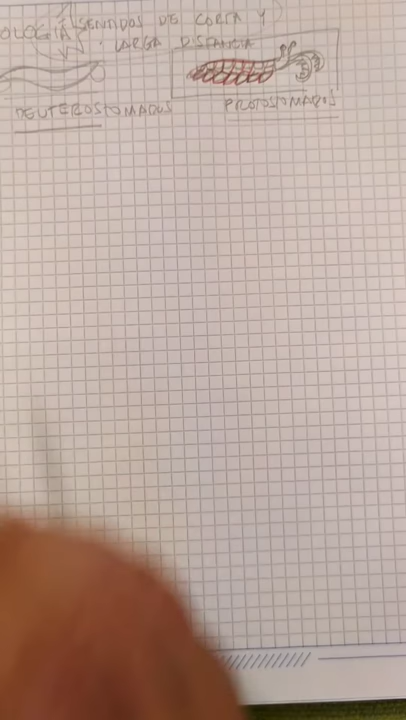 OLOGÍA (SENTIDOS DE CORTA Y
LARGA DISTANCIA
DEUTEROSTOMADOS
PROTOSTOMADOS